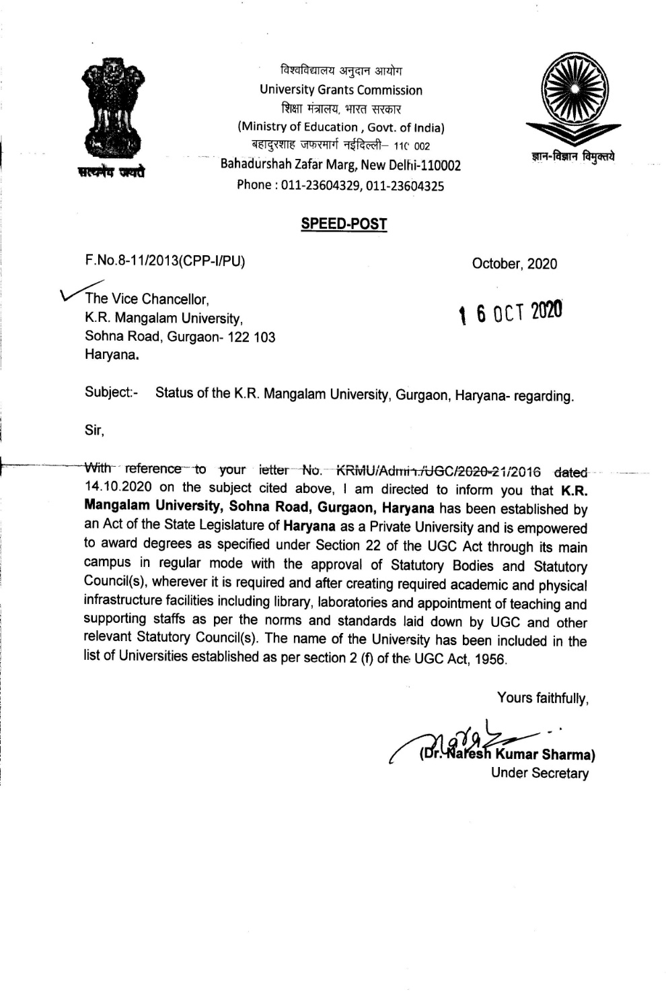 विश्वविद्यालय अनुदान आयोग
University Grants Commission
शिक्षा मंत्रालय, भारत सरकार
(Ministry of Education , Govt. of India)
बहादुरशाह जफरमार्ग नईदिल्ली– 110 002
Bahadurshah Zafar Marg, New Delhi-110002
Phone : 011-23604329, 011-23604325
सत्यमेव जयते
ज्ञान-विज्ञान विमुक्तये
SPEED-POST
F.No.8-11/2013(CPP-I/PU)
October, 2020
The Vice Chancellor,
K.R. Mangalam University,
Sohna Road, Gurgaon- 122 103
Haryana.
1 6 OCT 2020
Subject:- Status of the K.R. Mangalam University, Gurgaon, Haryana- regarding.
Sir,
With reference to your letter No. KRMU/Admin./UGC/2020-21/2016 dated
14.10.2020 on the subject cited above, I am directed to inform you that K.R.
Mangalam University, Sohna Road, Gurgaon, Haryana has been established by
an Act of the State Legislature of Haryana as a Private University and is empowered
to award degrees as specified under Section 22 of the UGC Act through its main
campus in regular mode with the approval of Statutory Bodies and Statutory
Council(s), wherever it is required and after creating required academic and physical
infrastructure facilities including library, laboratories and appointment of teaching and
supporting staffs as per the norms and standards laid down by UGC and other
relevant Statutory Council(s). The name of the University has been included in the
list of Universities established as per section 2 (f) of the UGC Act, 1956.
Yours faithfully,
(Dr. Naresh Kumar Sharma)
Under Secretary